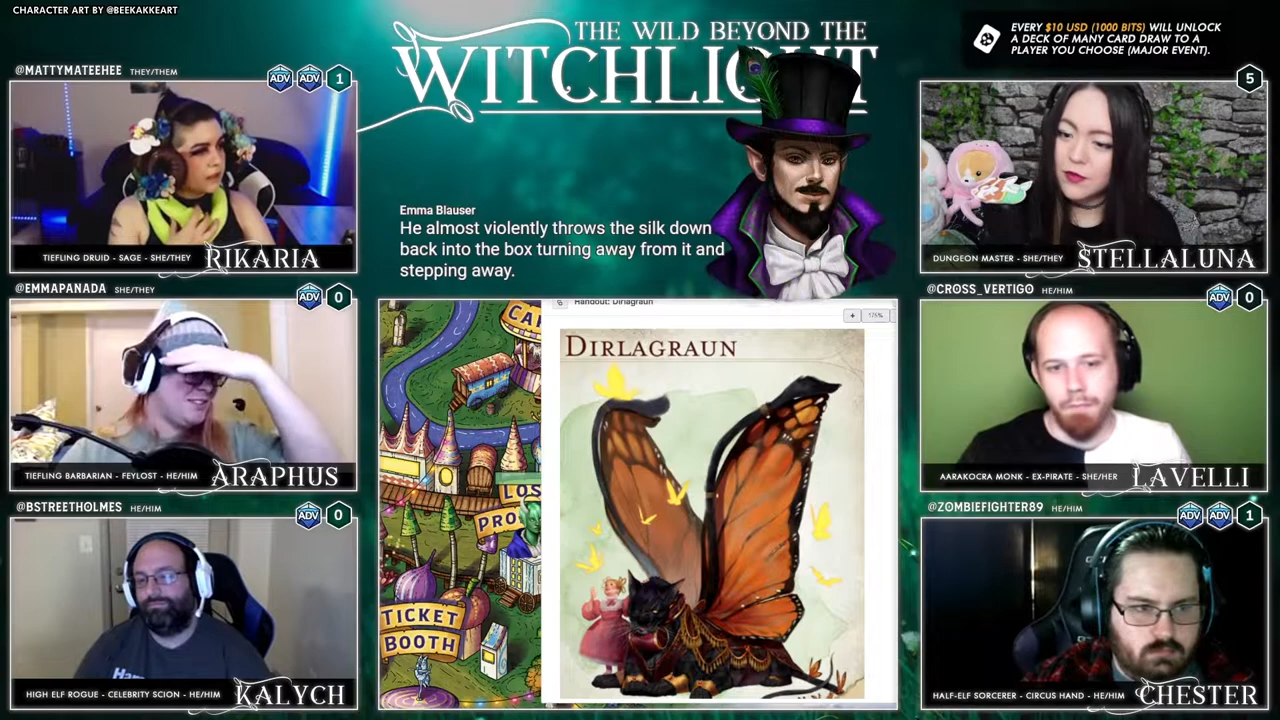 CHARACTER ART BY @BEEKAKKEART
THE WILD BEYOND THE
WITCHLIGHT
EVERY $10 USD (1000 BITS) WILL UNLOCK
A DECK OF MANY CARD DRAW TO A
PLAYER YOU CHOOSE (MAJOR EVENT).
@MATTYMATEEHEE THEY/THEM
ADV ADV 1
TIEFLING DRUID - SAGE - SHE/THEY RIKARIA
Emma Blauser
He almost violently throws the silk down
back into the box turning away from it and
stepping away.
5
DUNGEON MASTER - SHE/THEY STELLALUNA
@EMMAPANADA SHE/THEY
ADV 0
TIEFLING BARBARIAN - FEYLOST - HE/HIM ARAPHUS
Handout: Dirlagraun
+ 175%
DIRLAGRAUN
CA
LOS
PRO
TICKET
BOOTH
@CROSS_VERTIGO HE/HIM
ADV 0
AARAKOCRA MONK - EX-PIRATE - SHE/HER LAVELLI
@BSTREETHOLMES HE/HIM
ADV 0
HIGH ELF ROGUE - CELEBRITY SCION - HE/HIM KALYCH
@ZOMBIEFIGHTER89 HE/HIM
ADV ADV 1
HALF-ELF SORCERER - CIRCUS HAND - HE/HIM CHESTER